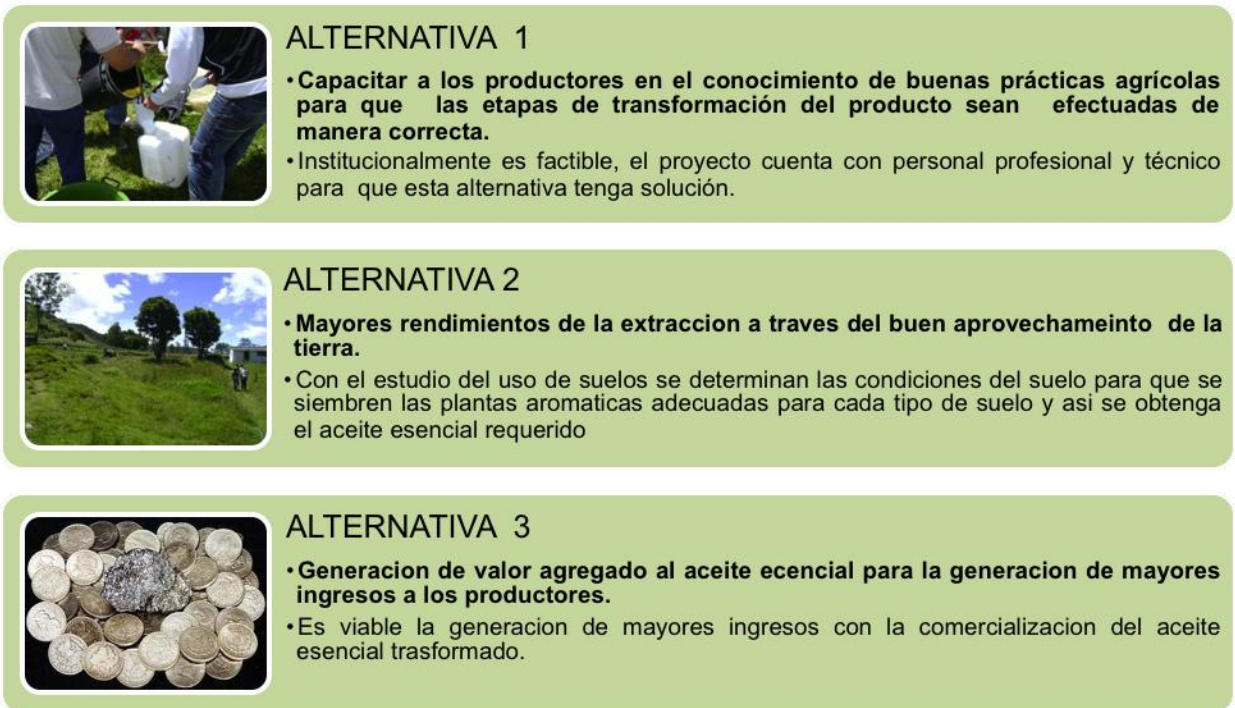 ALTERNATIVA 1
•Capacitar a los productores en el conocimiento de buenas prácticas agrícolas
para que las etapas de transformación del producto sean efectuadas de
manera correcta.
•Institucionalmente es factible, el proyecto cuenta con personal profesional y técnico
para que esta alternativa tenga solución.
ALTERNATIVA 2
•Mayores rendimientos de la extraccion a traves del buen aprovechameinto de la
tierra.
•Con el estudio del uso de suelos se determinan las condiciones del suelo para que se
siembren las plantas aromaticas adecuadas para cada tipo de suelo y asi se obtenga
el aceite esencial requerido
ALTERNATIVA 3
•Generacion de valor agregado al aceite ecencial para la generacion de mayores
ingresos a los productores.
•Es viable la generacion de mayores ingresos con la comercializacion del aceite
esencial trasformado.